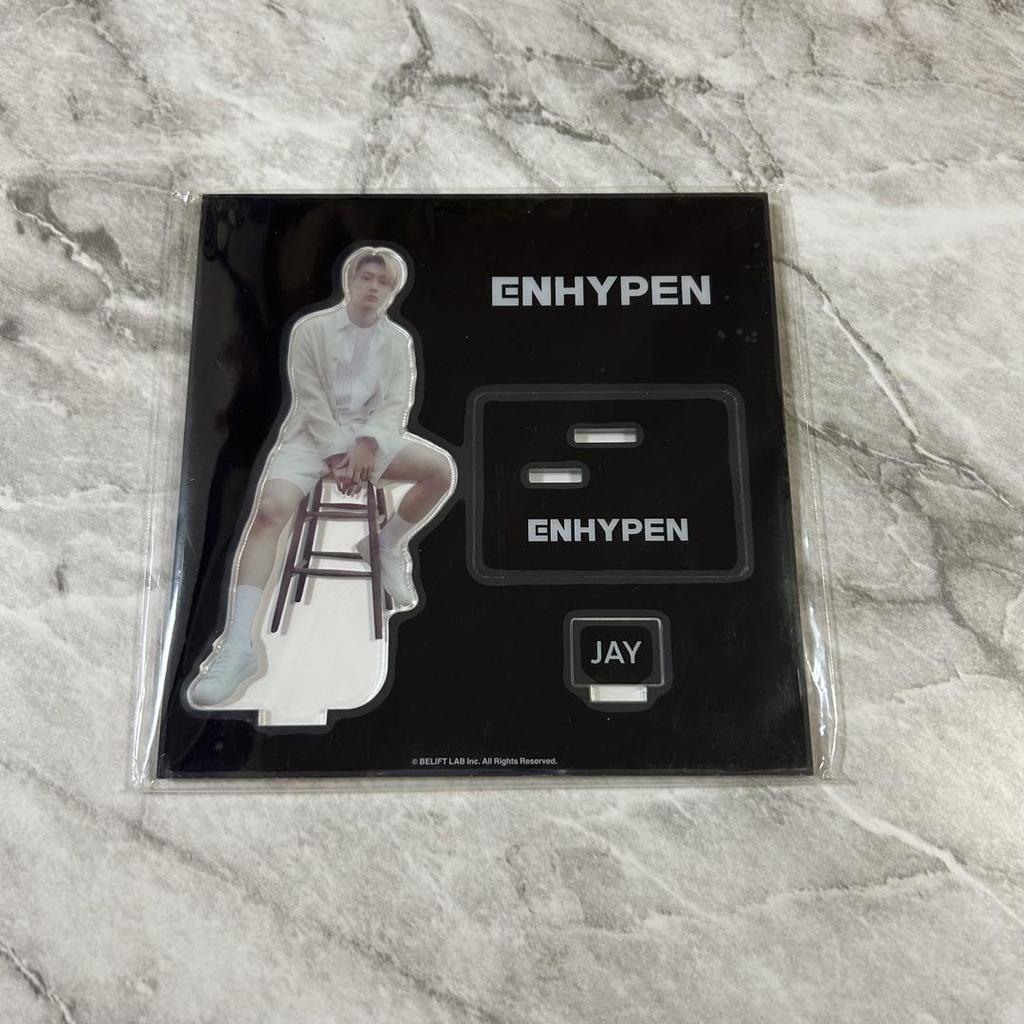 ENHYPEN
ENHYPEN
JAY
© BELIFT LAB Inc. All Rights Reserved.